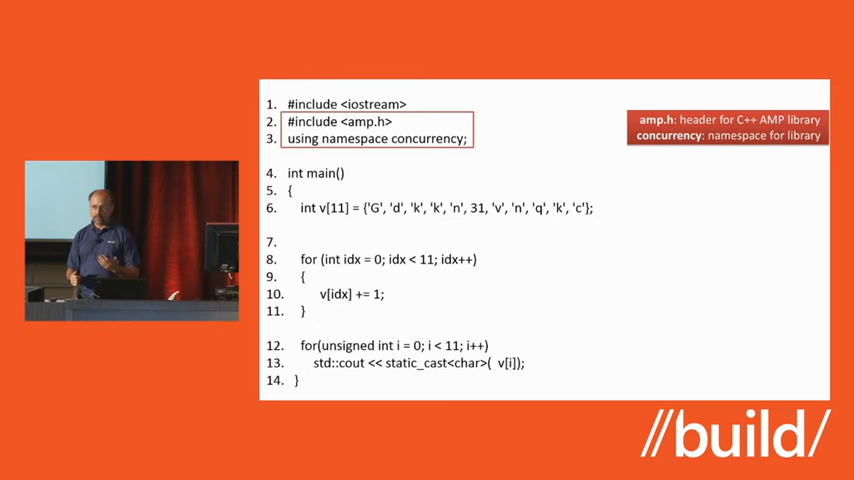 1. #include <iostream>
2. #include <amp.h>
3. using namespace concurrency;
4. int main()
5. {
6. int v[11] = {'G', 'd', 'k', 'k', 'n', 31, 'v', 'n', 'q', 'k', 'c'};
7.
8. for (int idx = 0; idx < 11; idx++)
9. {
10. v[idx] += 1;
11. }
12. for(unsigned int i = 0; i < 11; i++)
13. std::cout << static_cast<char>( v[i]);
14. }
amp.h: header for C++ AMP library
concurrency: namespace for library
//build/